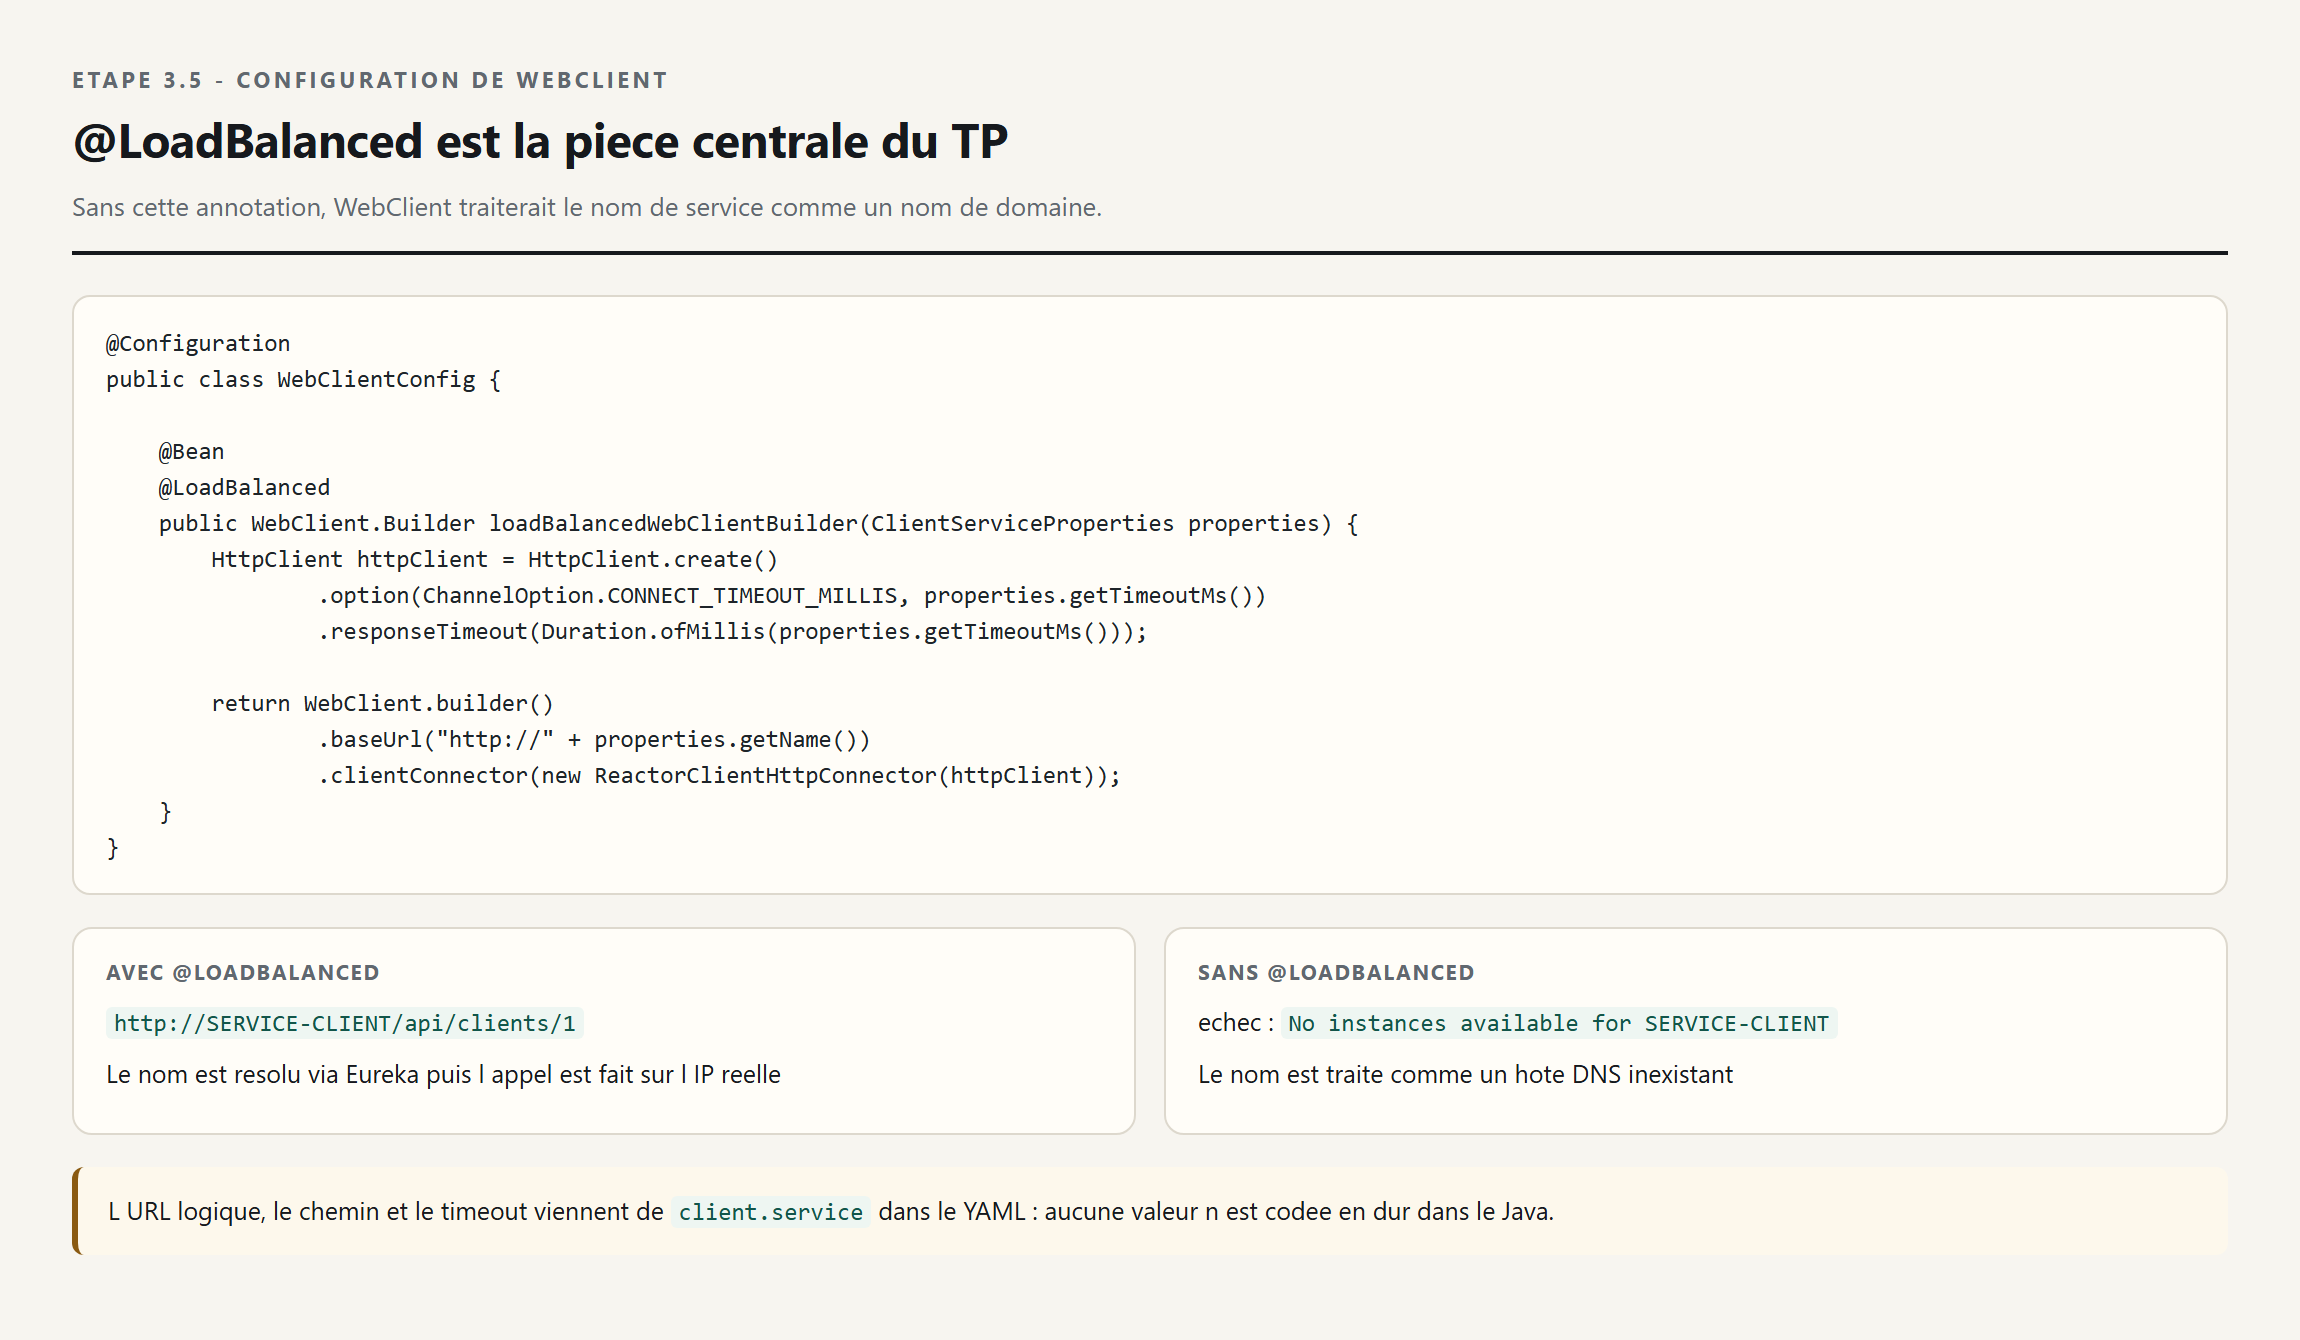 ETAPE 3.5 - CONFIGURATION DE WEBCLIENT
@LoadBalanced est la piece centrale du TP
Sans cette annotation, WebClient traiterait le nom de service comme un nom de domaine.
@Configuration
public class WebClientConfig {
    @Bean
    @LoadBalanced
    public WebClient.Builder loadBalancedWebClientBuilder(ClientServiceProperties properties) {
        HttpClient httpClient = HttpClient.create()
                .option(ChannelOption.CONNECT_TIMEOUT_MILLIS, properties.getTimeoutMs())
                .responseTimeout(Duration.ofMillis(properties.getTimeoutMs()));
        return WebClient.builder()
                .baseUrl("http://" + properties.getName())
                .clientConnector(new ReactorClientHttpConnector(httpClient));
    }
}
AVEC @LOADBALANCED
http://SERVICE-CLIENT/api/clients/1
Le nom est resolu via Eureka puis l appel est fait sur l IP reelle
SANS @LOADBALANCED
echec : No instances available for SERVICE-CLIENT
Le nom est traite comme un hote DNS inexistant
L URL logique, le chemin et le timeout viennent de client.service dans le YAML : aucune valeur n est codee en dur dans le Java.